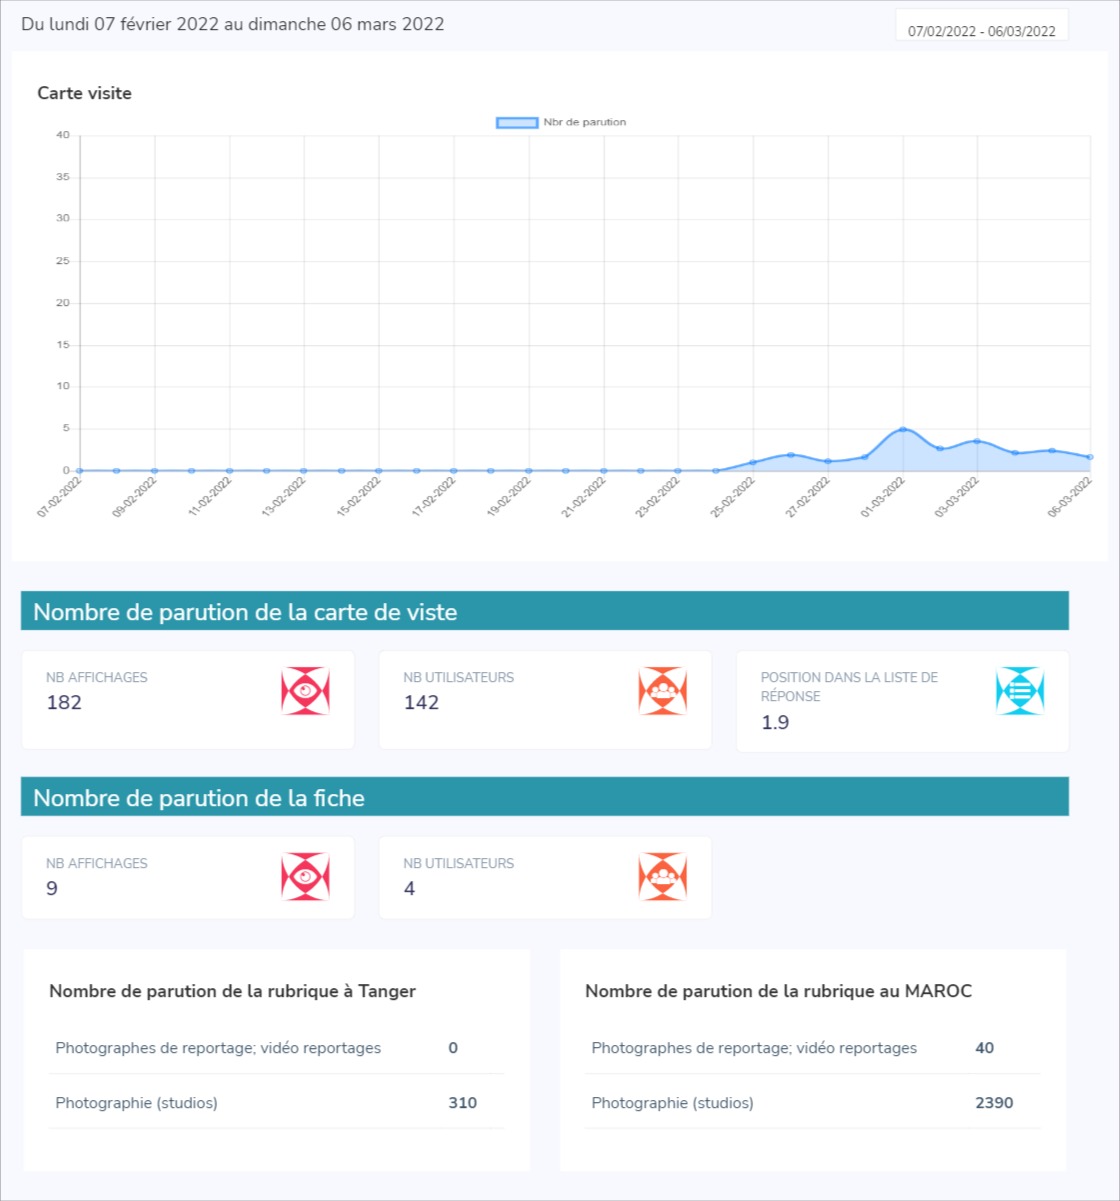 Du lundi 07 février 2022 au dimanche 06 mars 2022
07/02/2022 - 06/03/2022
Carte visite
Nbr de parution
40
35
30
25
20
15
10
5
0
07-02-2022
09-02-2022
11-02-2022
13-02-2022
15-02-2022
17-02-2022
19-02-2022
21-02-2022
23-02-2022
25-02-2022
27-02-2022
01-03-2022
03-03-2022
06-03-2022
Nombre de parution de la carte de viste
NB AFFICHAGES
182
NB UTILISATEURS
142
POSITION DANS LA LISTE DE
RÉPONSE
1.9
Nombre de parution de la fiche
NB AFFICHAGES
9
NB UTILISATEURS
4
Nombre de parution de la rubrique à Tanger
Photographes de reportage; vidéo reportages 0
Photographie (studios) 310
Nombre de parution de la rubrique au MAROC
Photographes de reportage; vidéo reportages 40
Photographie (studios) 2390